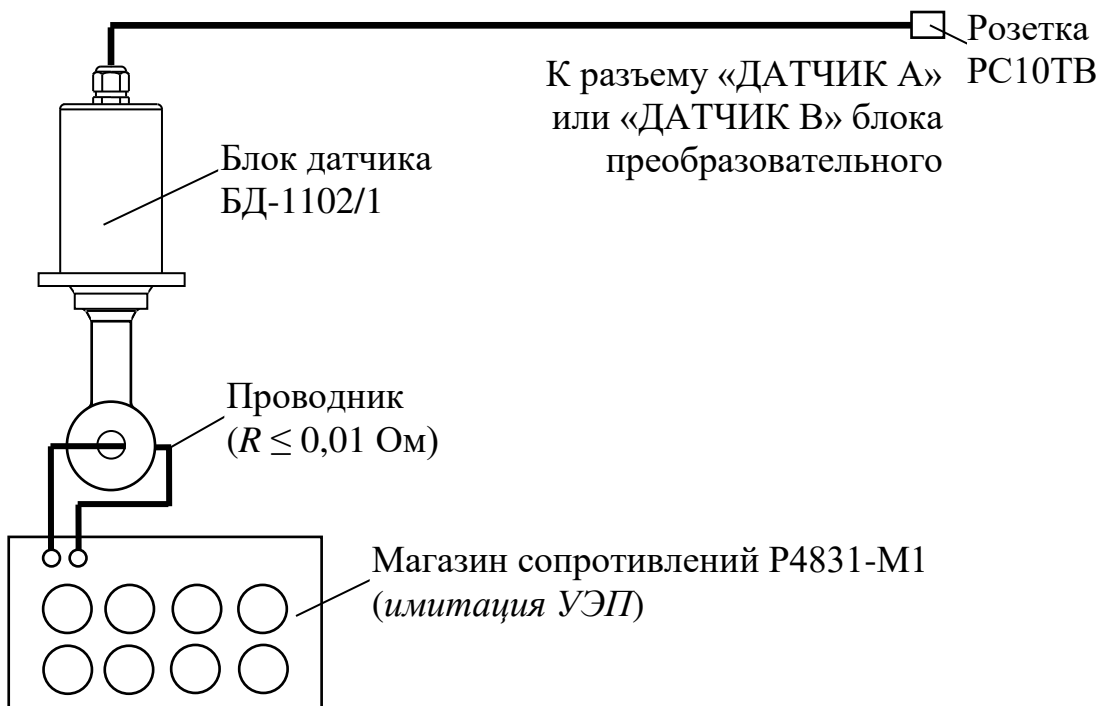 Розетка
РС10ТВ
К разъему «ДАТЧИК А»
или «ДАТЧИК В» блока
преобразовательного
Блок датчика
БД-1102/1
Проводник
(R ≤ 0,01 Ом)
Магазин сопротивлений Р4831-М1
(имитация УЭП)